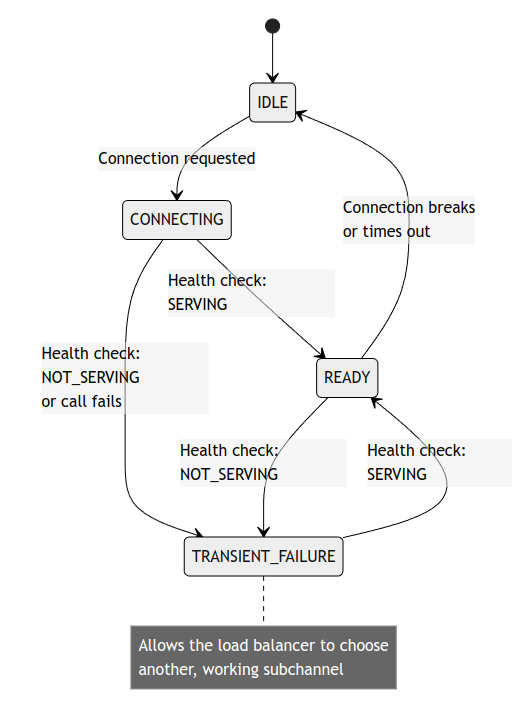 IDLE
Connection requested
CONNECTING
Connection breaks
or times out
Health check:
SERVING
Health check:
NOT_SERVING
or call fails
READY
Health check:
NOT_SERVING
Health check:
SERVING
TRANSIENT_FAILURE
Allows the load balancer to choose
another, working subchannel